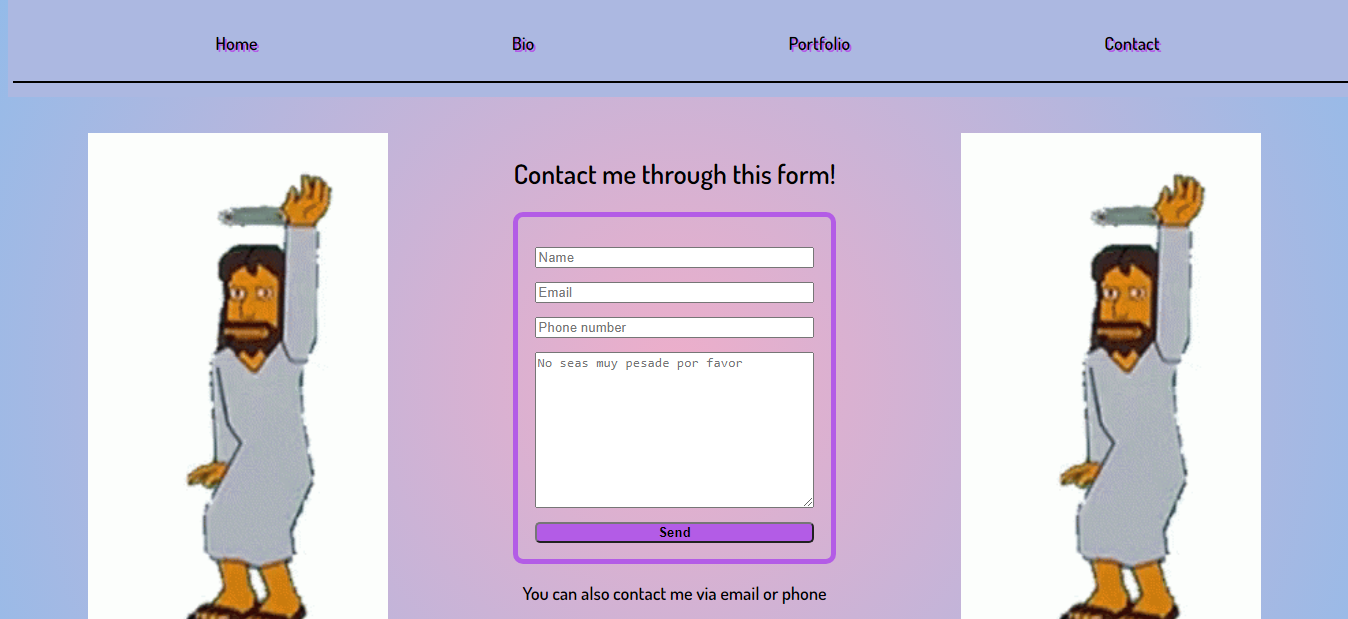 Home Bio Portfolio Contact
Contact me through this form!
Name
Email
Phone number
No seas muy pesade por favor
Send
You can also contact me via email or phone